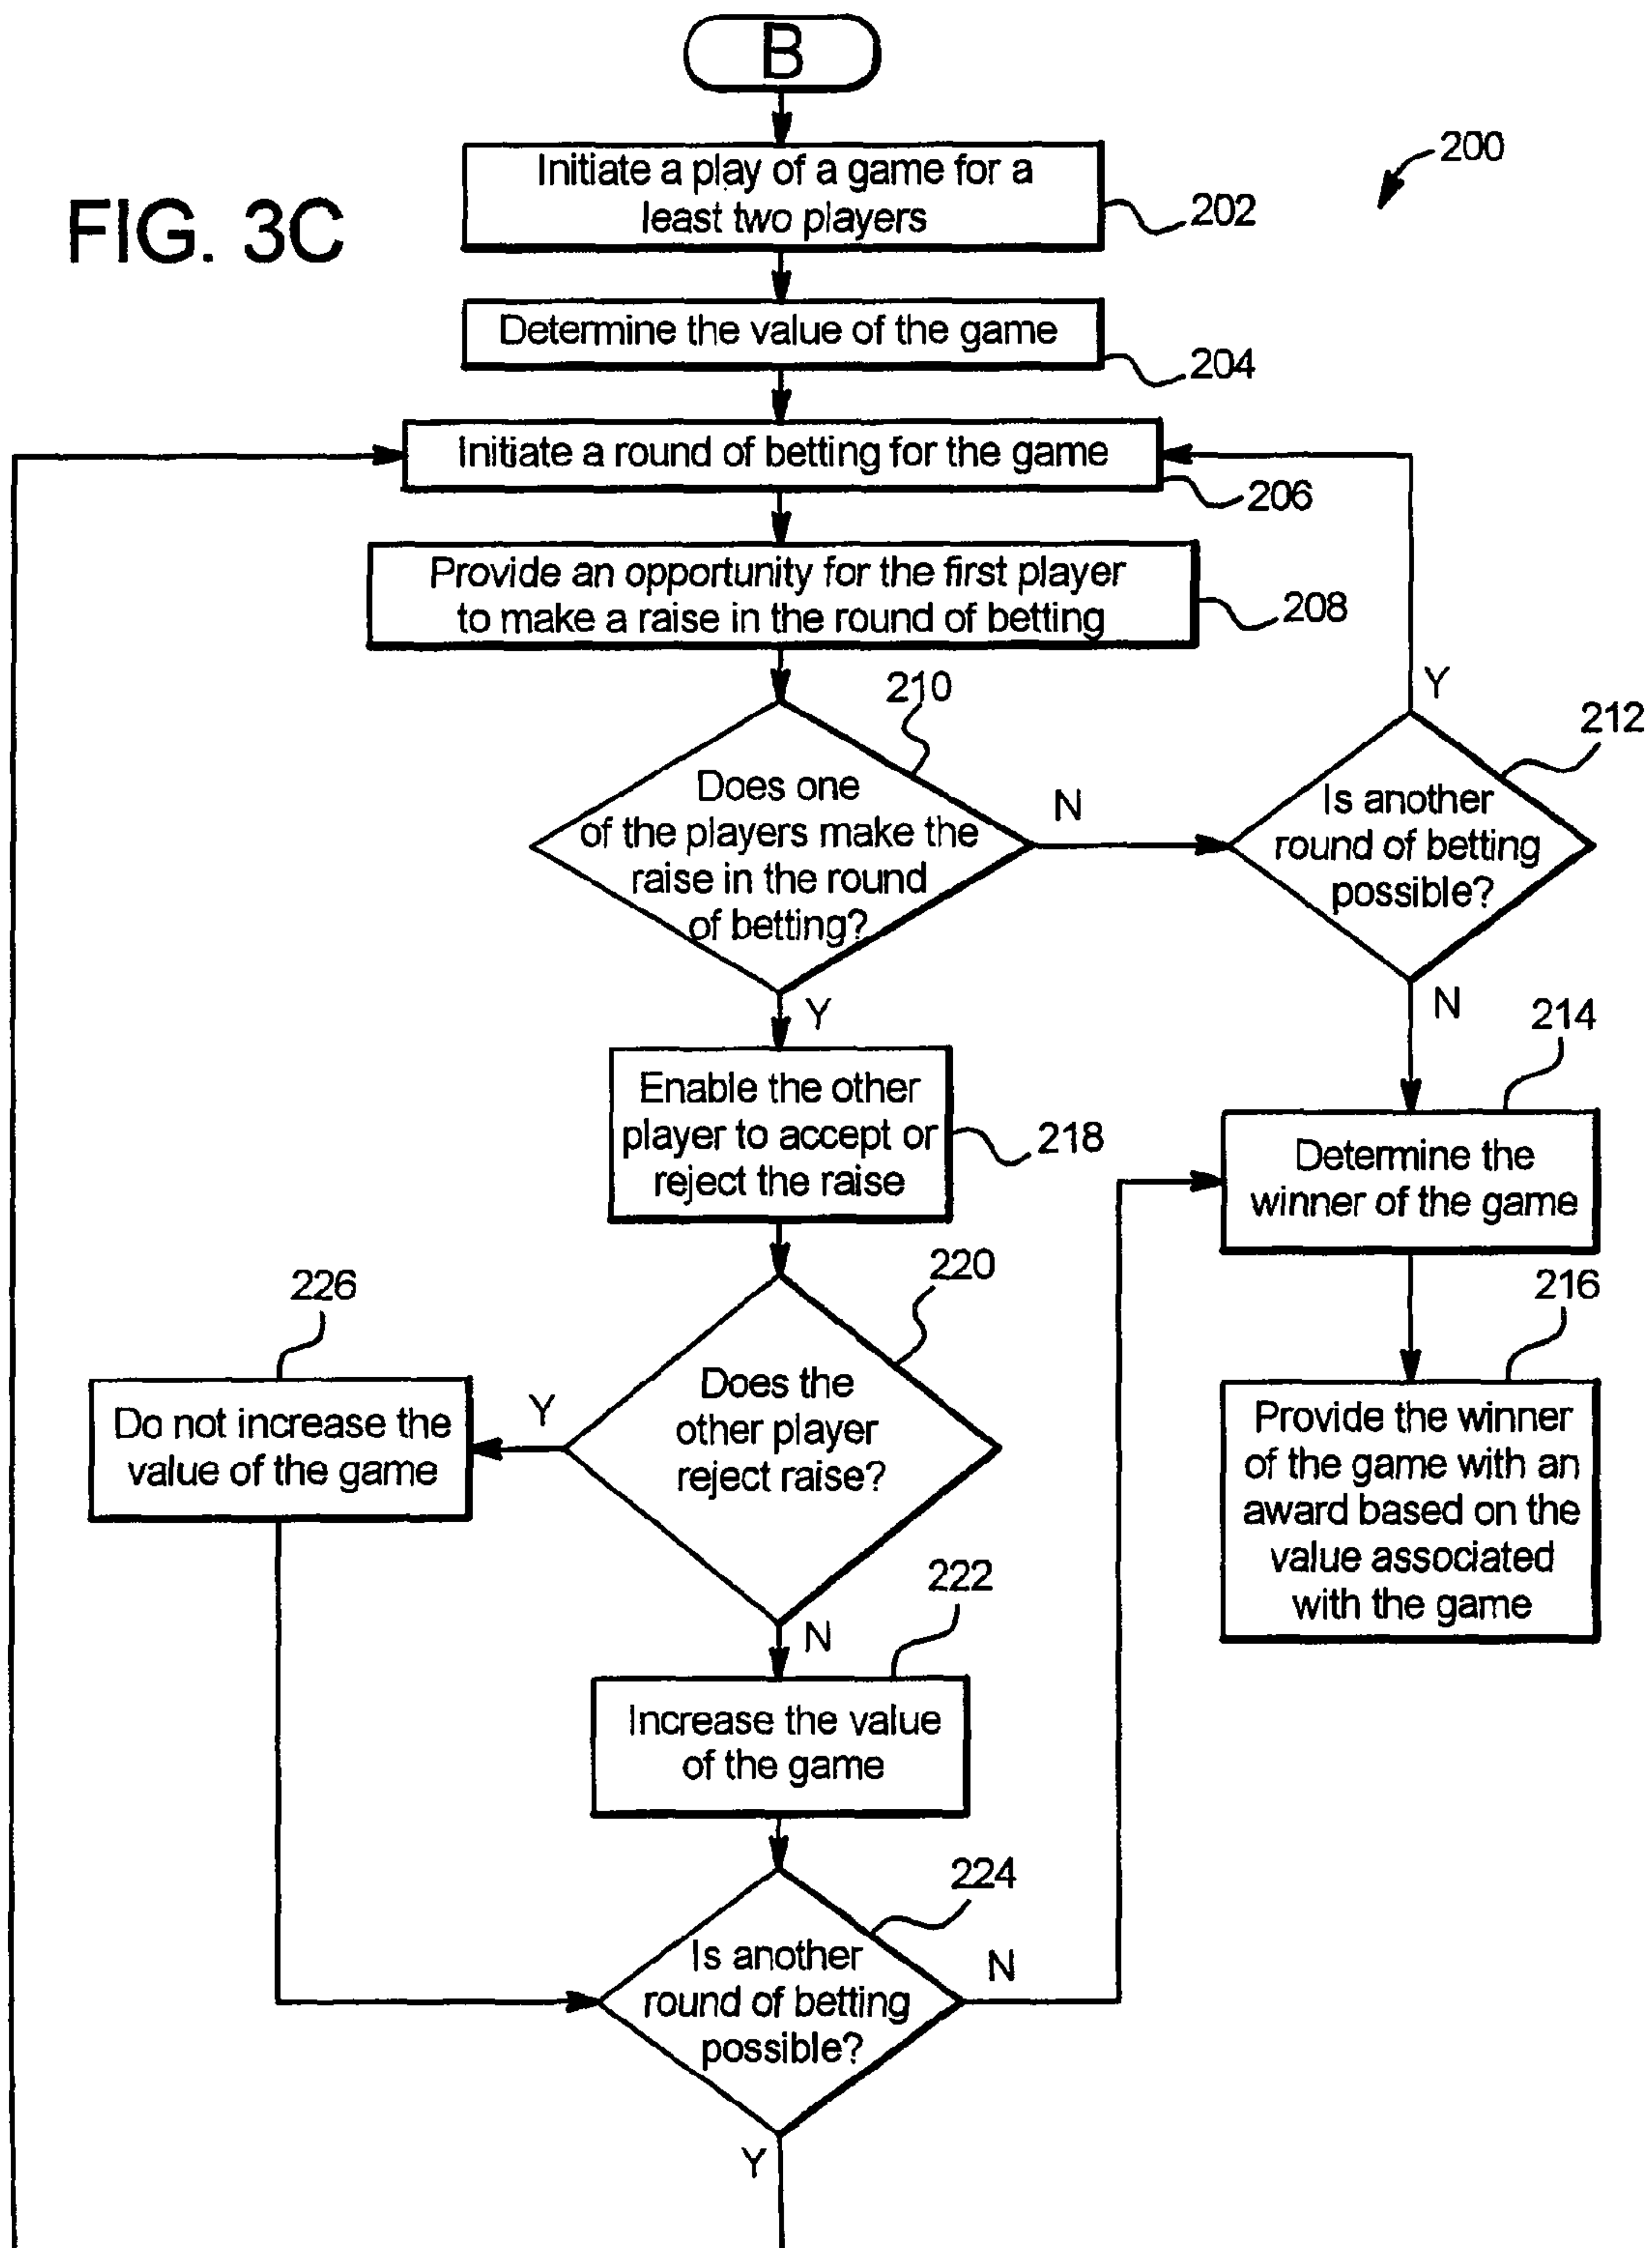 B
FIG. 3C
200
Initiate a play of a game for a
least two players
202
Determine the value of the game
204
Initiate a round of betting for the game
206
Provide an opportunity for the first player
to make a raise in the round of betting
208
210
Does one
of the players make the
raise in the round
of betting?
N
Y
212
Is another
round of betting
possible?
Y
N
214
Determine the
winner of the game
216
Provide the winner
of the game with an
award based on the
value associated
with the game
Enable the other
player to accept or
reject the raise
218
220
Does the
other player
reject raise?
Y
N
226
Do not increase the
value of the game
222
Increase the value
of the game
224
Is another
round of betting
possible?
N
Y